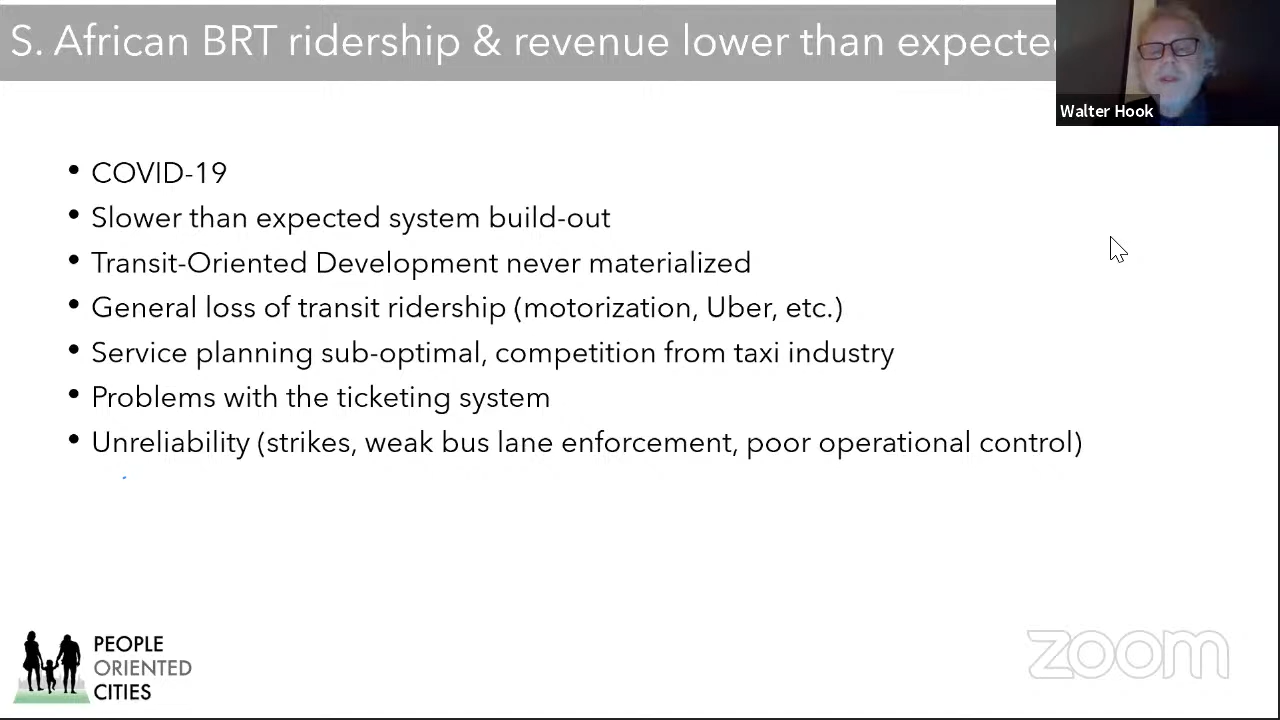 S. African BRT ridership & revenue lower than expecte
Walter Hook
• COVID-19
• Slower than expected system build-out
• Transit-Oriented Development never materialized
• General loss of transit ridership (motorization, Uber, etc.)
• Service planning sub-optimal, competition from taxi industry
• Problems with the ticketing system
• Unreliability (strikes, weak bus lane enforcement, poor operational control)
PEOPLE
ORIENTED
CITIES
zoom